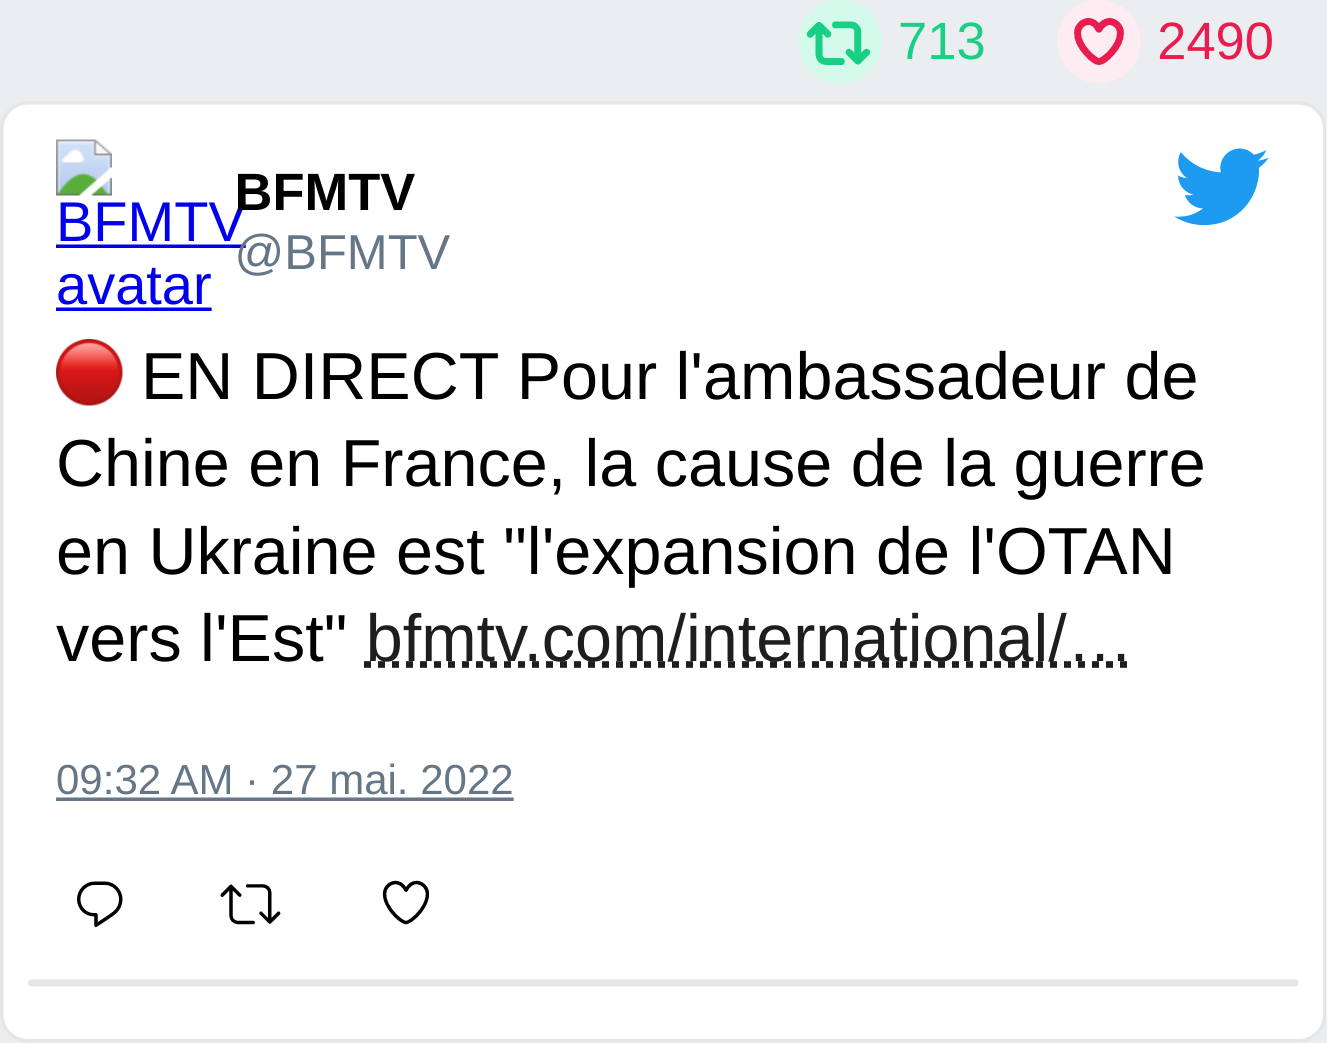 713 2490
BFMTV avatar
BFMTV
@BFMTV
🔴 EN DIRECT Pour l'ambassadeur de
Chine en France, la cause de la guerre
en Ukraine est "l'expansion de l'OTAN
vers l'Est" bfmtv.com/international/…
09:32 AM · 27 mai. 2022